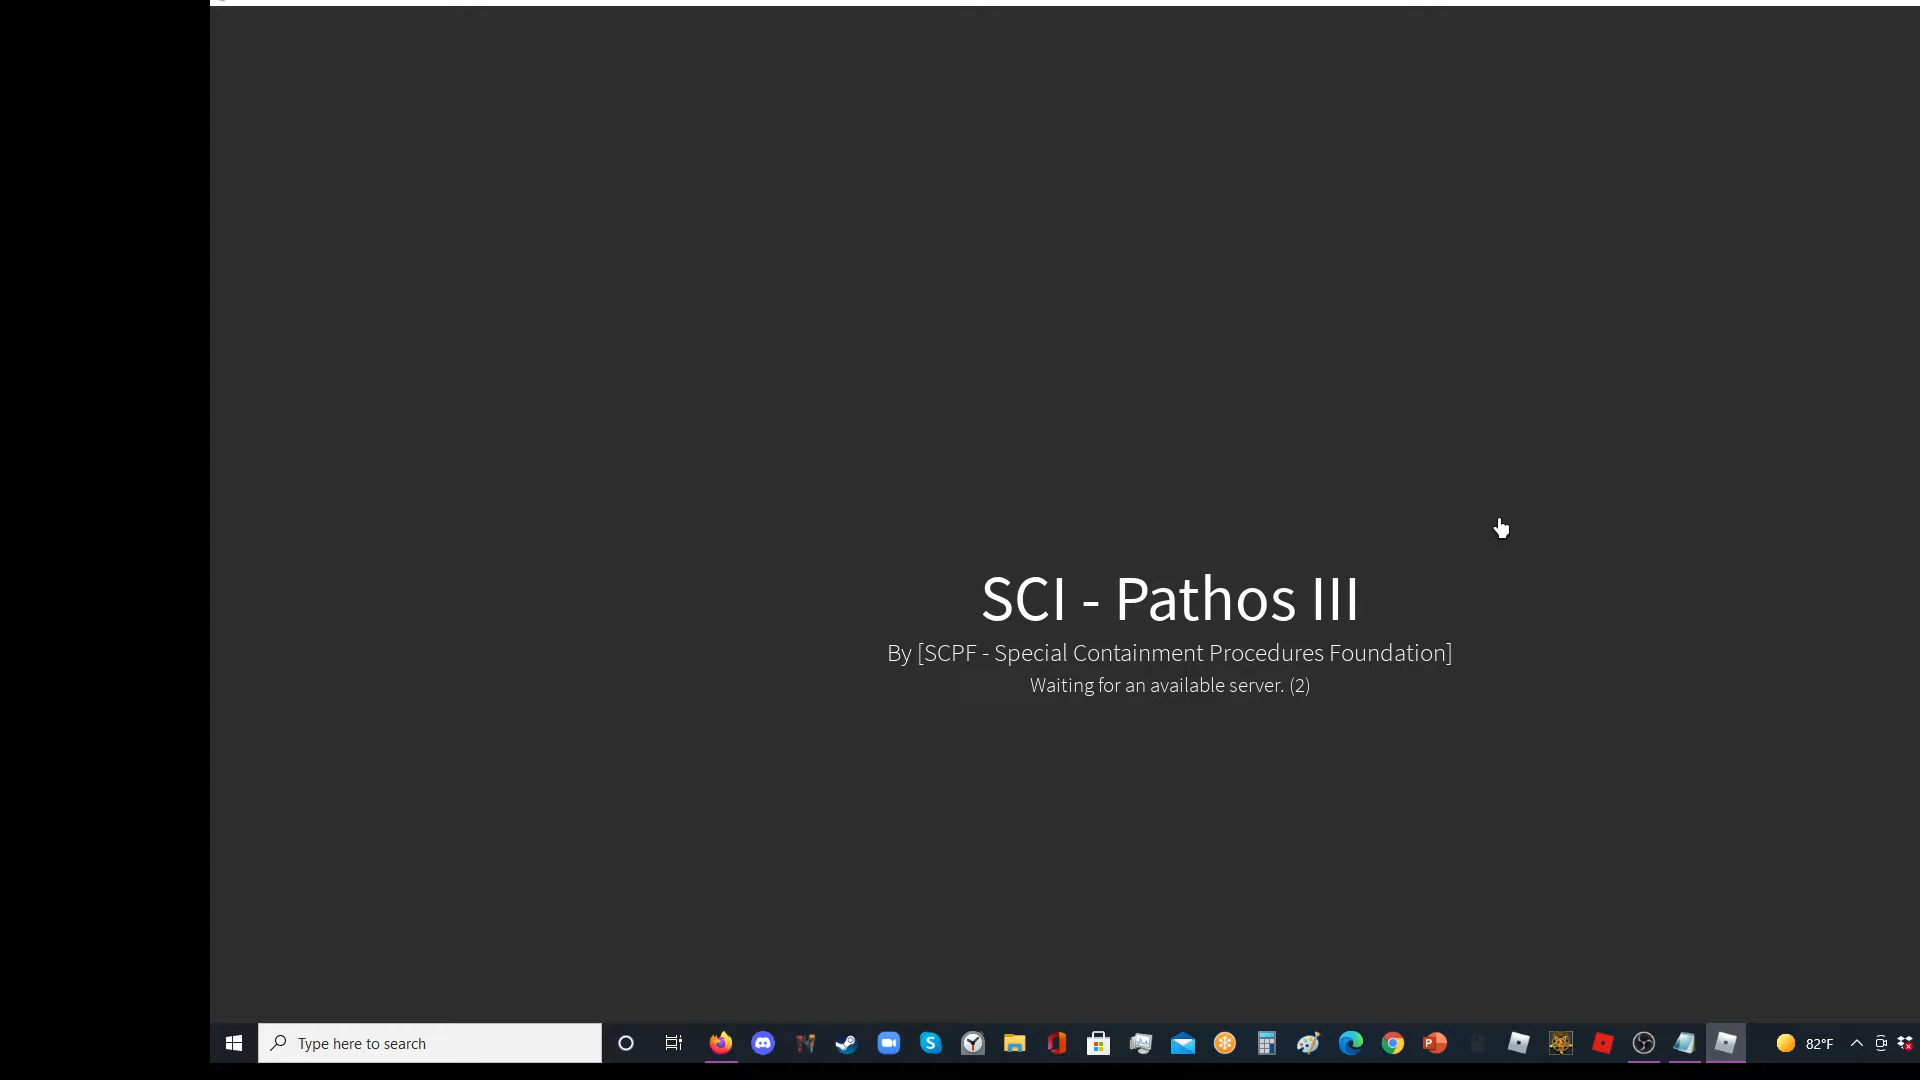 SCI - Pathos III
By [SCPF - Special Containment Procedures Foundation]
Waiting for an available server. (2)
Type here to search
82°F